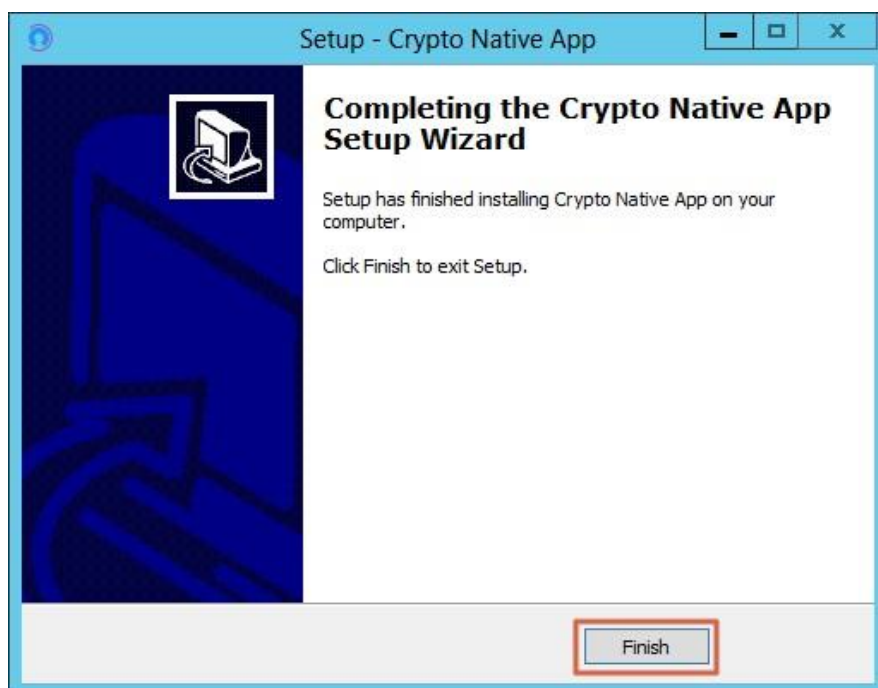 Setup - Crypto Native App
Completing the Crypto Native App
Setup Wizard
Setup has finished installing Crypto Native App on your
computer.
Click Finish to exit Setup.
Finish